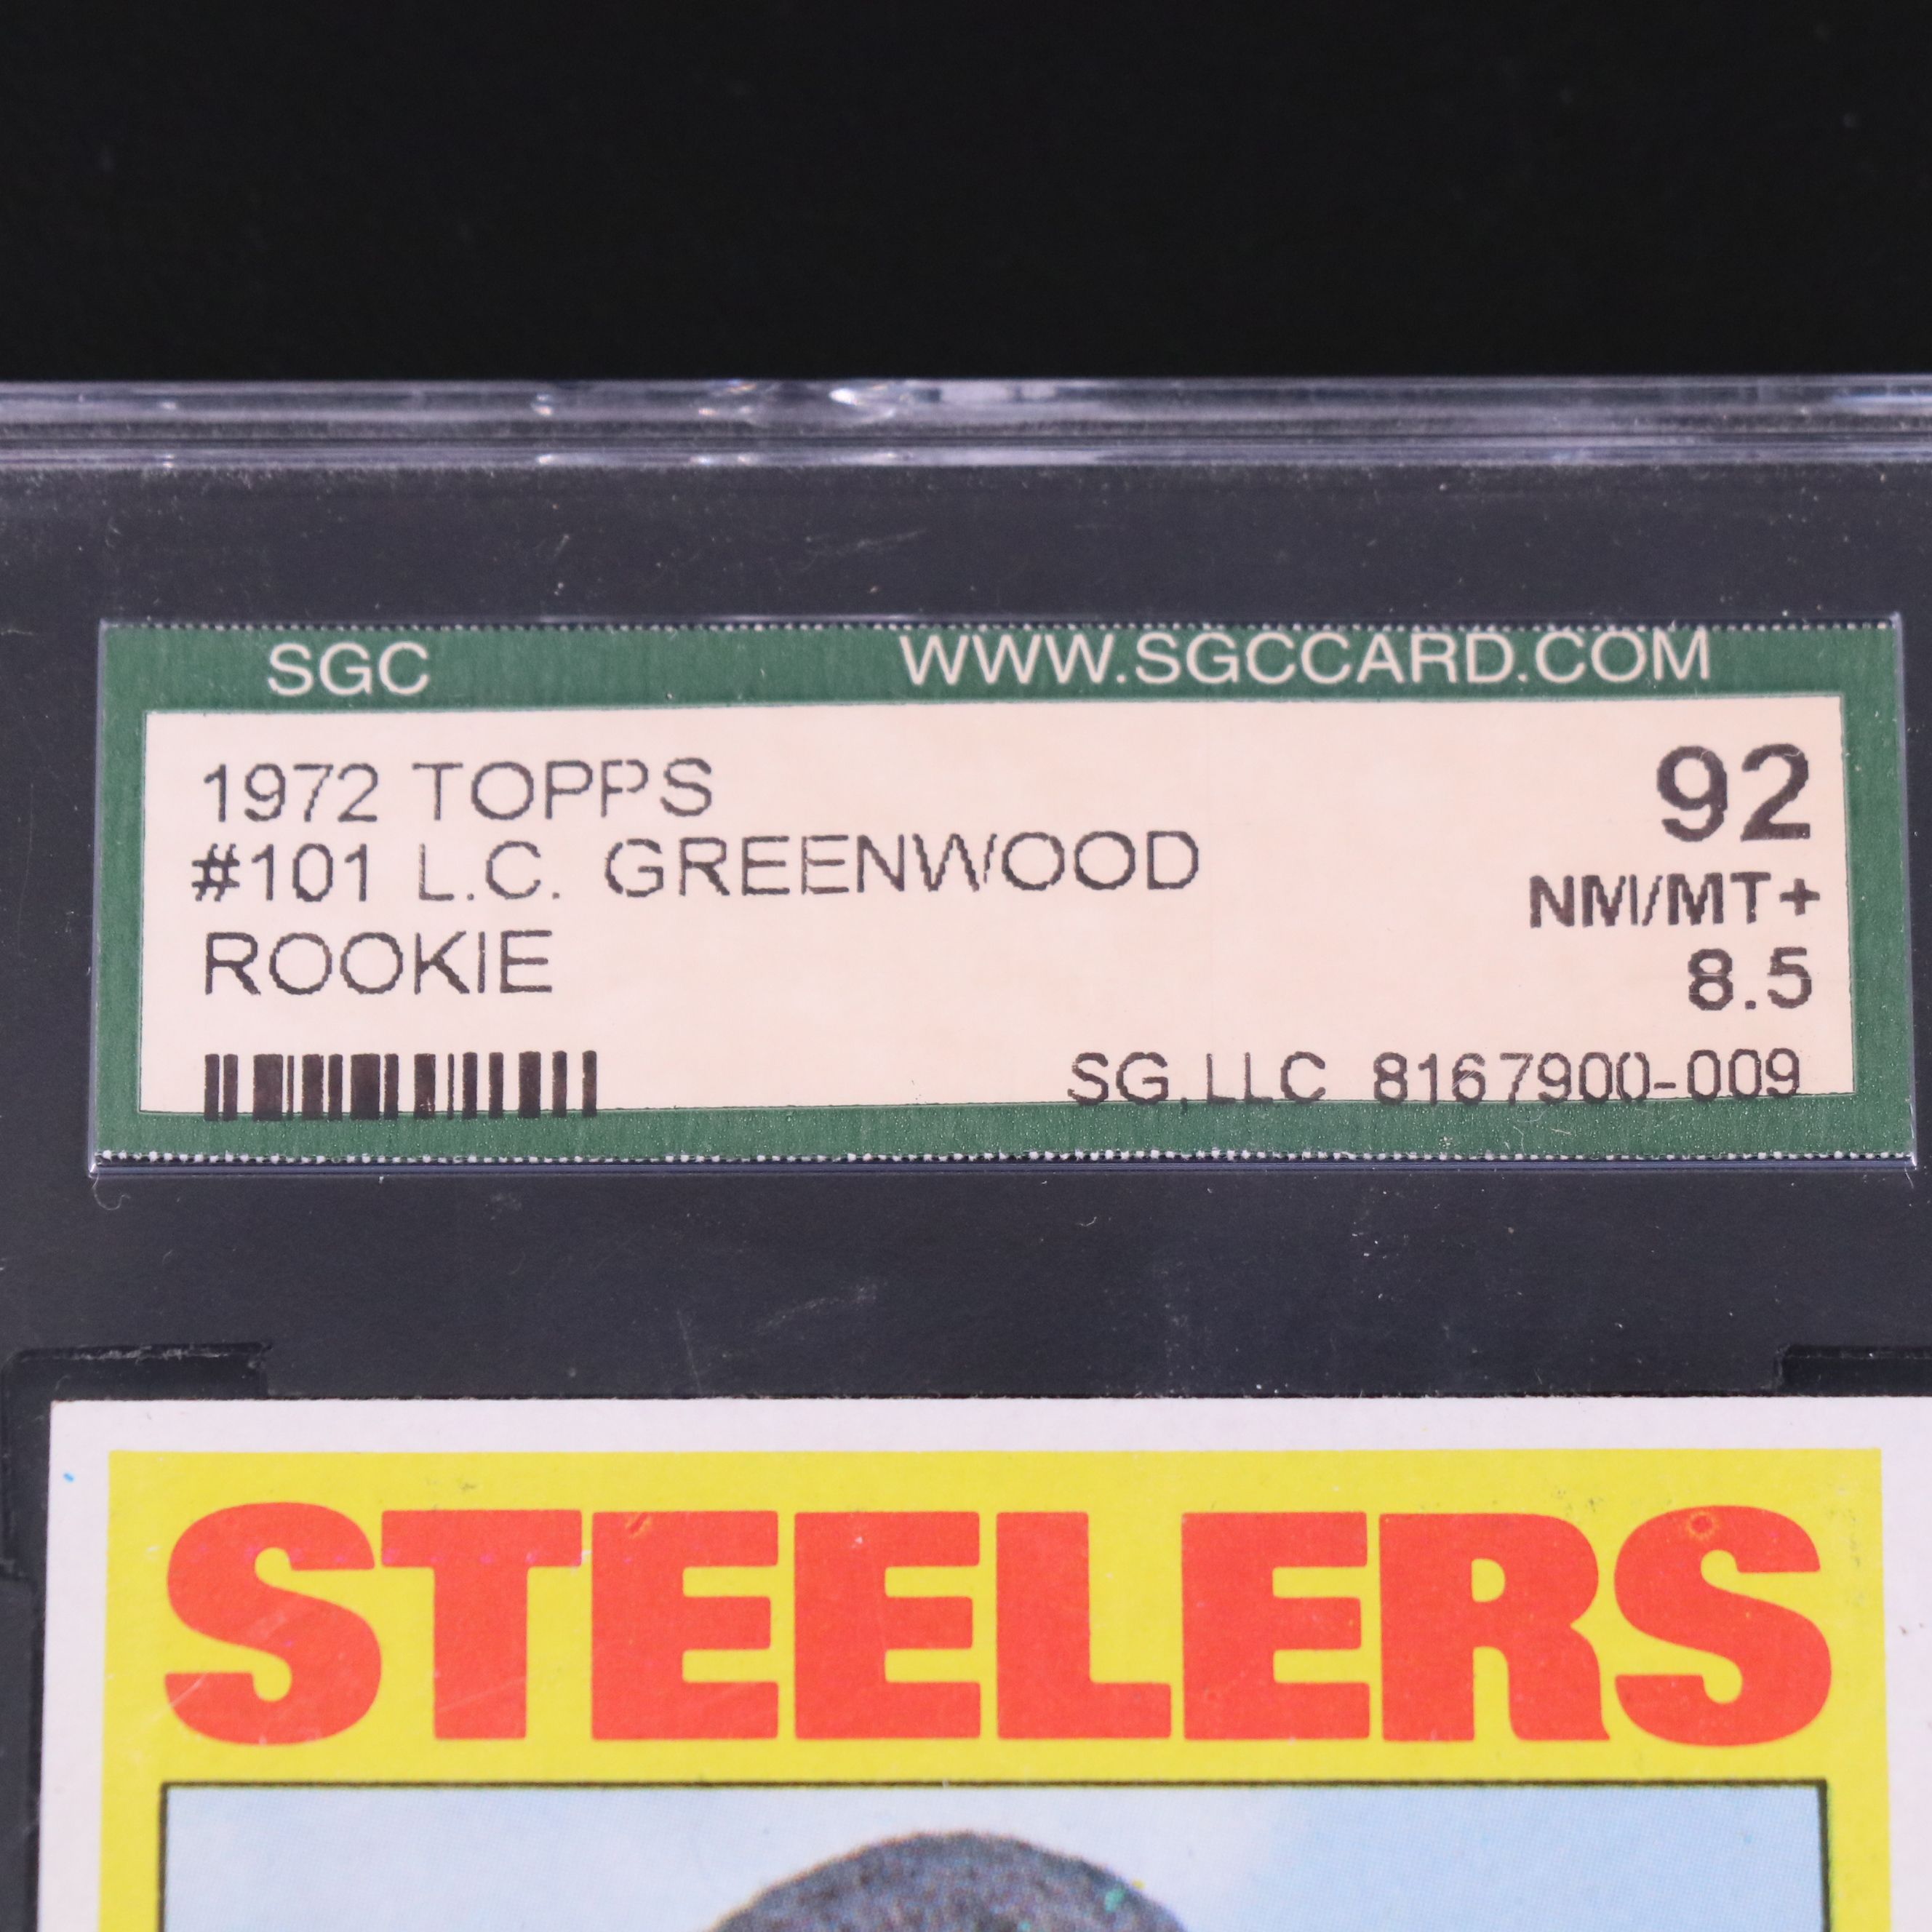 SGC WWW.SGCCARD.COM
1972 TOPPS 92
#101 L.C. GREENWOOD NM/MT+
ROOKIE 8.5
SG,LLC 8167900-009
STEELERS